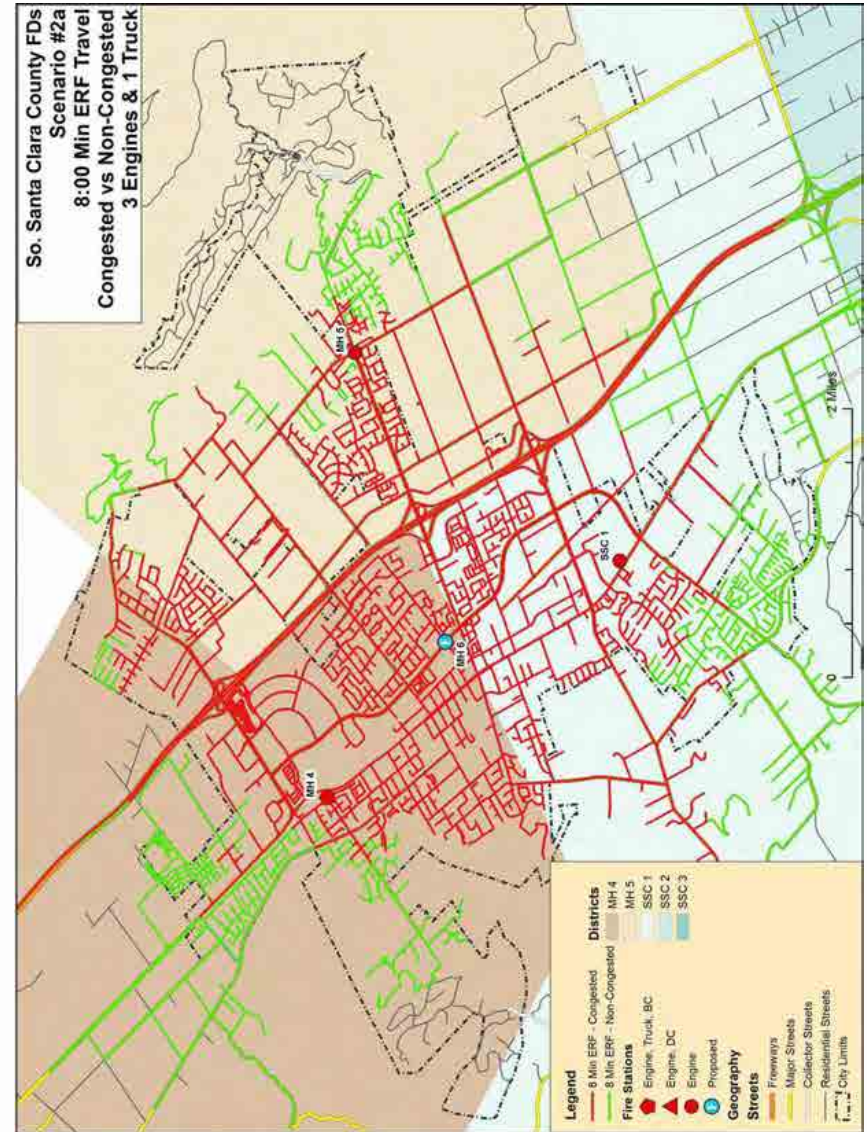 So. Santa Clara County FDs
Scenario #2a
8:00 Min ERF Travel
Congested vs Non-Congested
3 Engines & 1 Truck
MH 5
MH 4
MH 6
SSC 1
0
2 Miles
Legend
8 Min ERF - Congested
8 Min ERF - Non-Congested
Fire Stations
Engine, Truck, BC
Engine, DC
Engine
Proposed
Geography
Streets
Freeways
Major Streets
Collector Streets
Residential Streets
City Limits
Districts
MH 4
MH 5
SSC 1
SSC 2
SSC 3